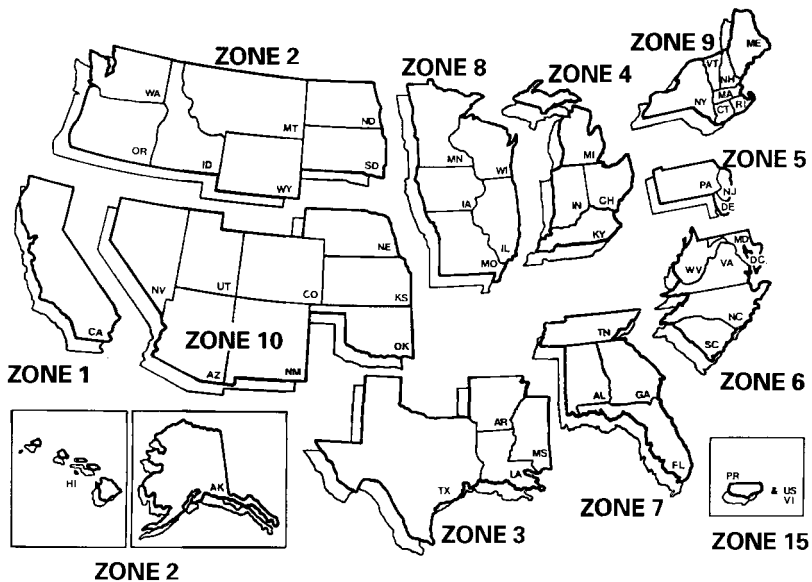 ZONE 2
ZONE 8
ZONE 4
ZONE 9
WA
OR
ID
MT
WY
ND
SD
MN
WI
IA
IL
MO
MI
IN
OH
KY
ME
VT
NH
MA
NY
CT
RI
ZONE 5
PA
NJ
DE
CA
ZONE 1
NV
UT
CO
AZ
NM
NE
KS
OK
ZONE 10
MD
DC
WV
VA
NC
SC
ZONE 6
TN
AL
GA
FL
ZONE 7
TX
AR
LA
MS
ZONE 3
HI
AK
ZONE 2
PR
& US
VI
ZONE 15